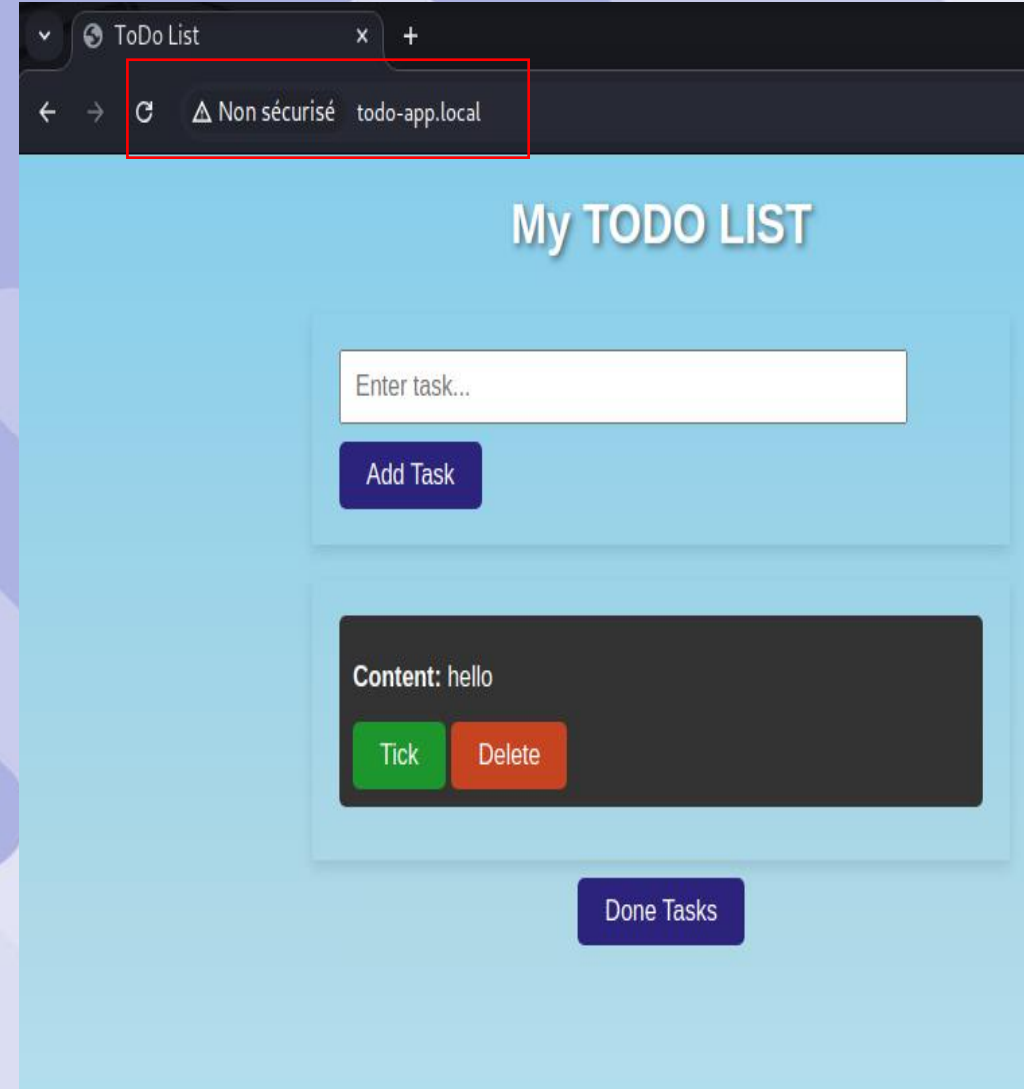 ToDo List
Non sécurisé todo-app.local
My TODO LIST
Enter task...
Add Task
Content: hello
Tick Delete
Done Tasks